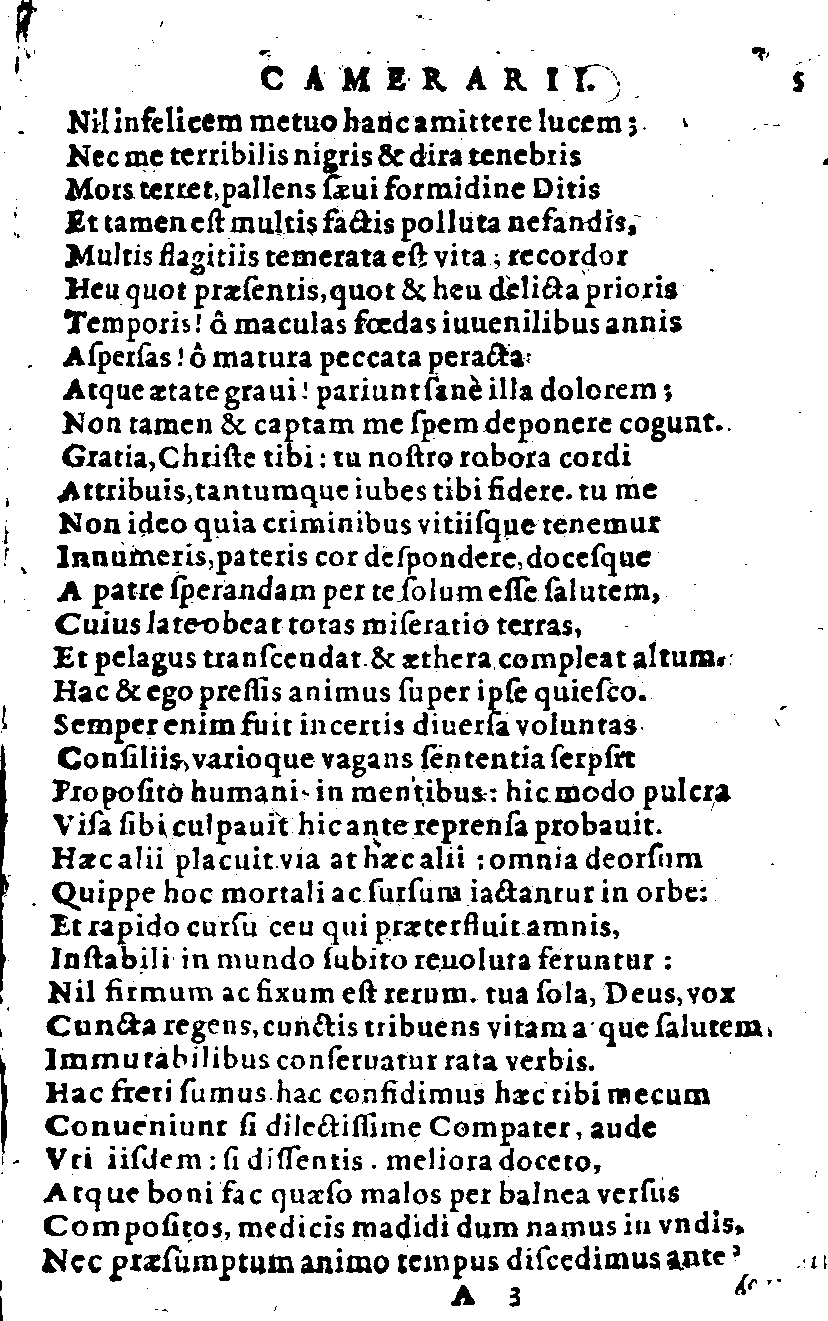 CAMERARII. 5
Nil infelicem metuo hanc amittere lucem;
Nec me terribilis nigris & dira tenebris
Mors terret, pallens ſæui formidine Ditis
Et tamen eſt multis factis polluta nefandis,
Multis flagitiis temerata eſt vita; recordor
Heu quot præſentis, quot & heu delicta prioris
Temporis! ô maculas fœdas iuuenilibus annis
Aſperſas! ô matura peccata peracta
Atque ætate graui! pariunt ſanè illa dolorem;
Non tamen & captam me ſpem deponere cogunt.
Gratia, Chriſte tibi: tu noſtro robora cordi
Attribuis, tantumque iubes tibi fidere. tu me
Non ideo quia criminibus vitiiſque tenemur
Innumeris, pateris cor deſpondere, doceſque
A patre ſperandam per te ſolum eſſe ſalutem,
Cuius late obeat totas miſeratio terras,
Et pelagus tranſcendat & æthera compleat altum.
Hac & ego preſſis animus ſuper ipſe quieſco.
Semper enim fuit incertis diuerſa voluntas
Conſiliis, varioque vagans ſententia ſerpſit
Propoſito humani in mentibus: hic modo pulcra
Viſa ſibi culpauit hic ante reprenſa probauit.
Hæc alii placuit via at hæc alii: omnia deorſum
Quippe hoc mortali ac ſurſum iactantur in orbe:
Et rapido curſu ceu qui præterfluit amnis,
Inſtabili in mundo ſubito reuoluta feruntur:
Nil firmum ac fixum eſt rerum. tua ſola, Deus, vox
Cuncta regens, cunctis tribuens vitam a que ſalutem,
Immutabilibus conſeruatur rata verbis.
Hac freti ſumus hac confidimus hæc tibi mecum
Conueniunt ſi dilectiſſime Compater, aude
Vti iiſdem: ſi diſſentis. meliora doceto,
Atque boni fac quæſo malos per balnea verſus
Compoſitos, medicis madidi dum namus in vndis,
Nec præſumptum animo tempus diſcedimus ante
A 3